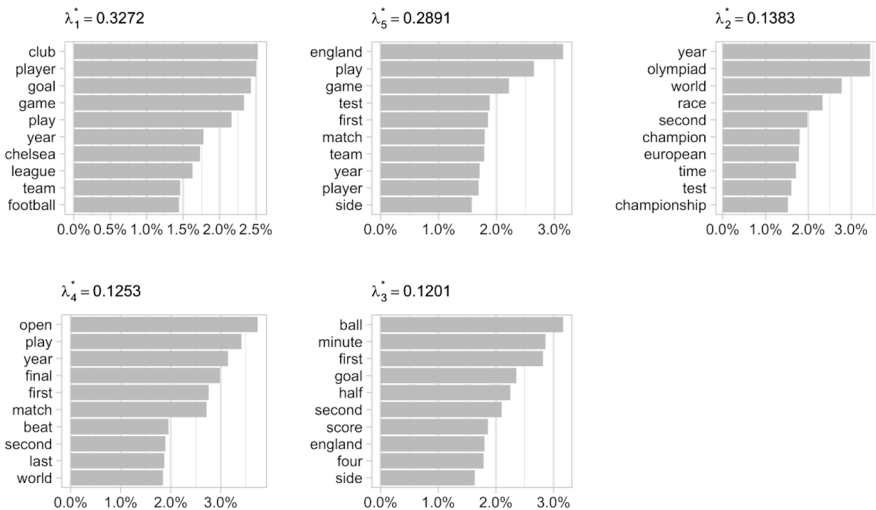 λ*1 = 0.3272
club
player
goal
game
play
year
chelsea
league
team
football
0.0% 0.5% 1.0% 1.5% 2.0% 2.5%
λ*5 = 0.2891
england
play
game
test
first
match
team
year
player
side
0.0% 1.0% 2.0% 3.0%
λ*2 = 0.1383
year
olympiad
world
race
second
champion
european
time
test
championship
0.0% 1.0% 2.0% 3.0%
λ*4 = 0.1253
open
play
year
final
first
match
beat
second
last
world
0.0% 1.0% 2.0% 3.0%
λ*3 = 0.1201
ball
minute
first
goal
half
second
score
england
four
side
0.0% 1.0% 2.0% 3.0%